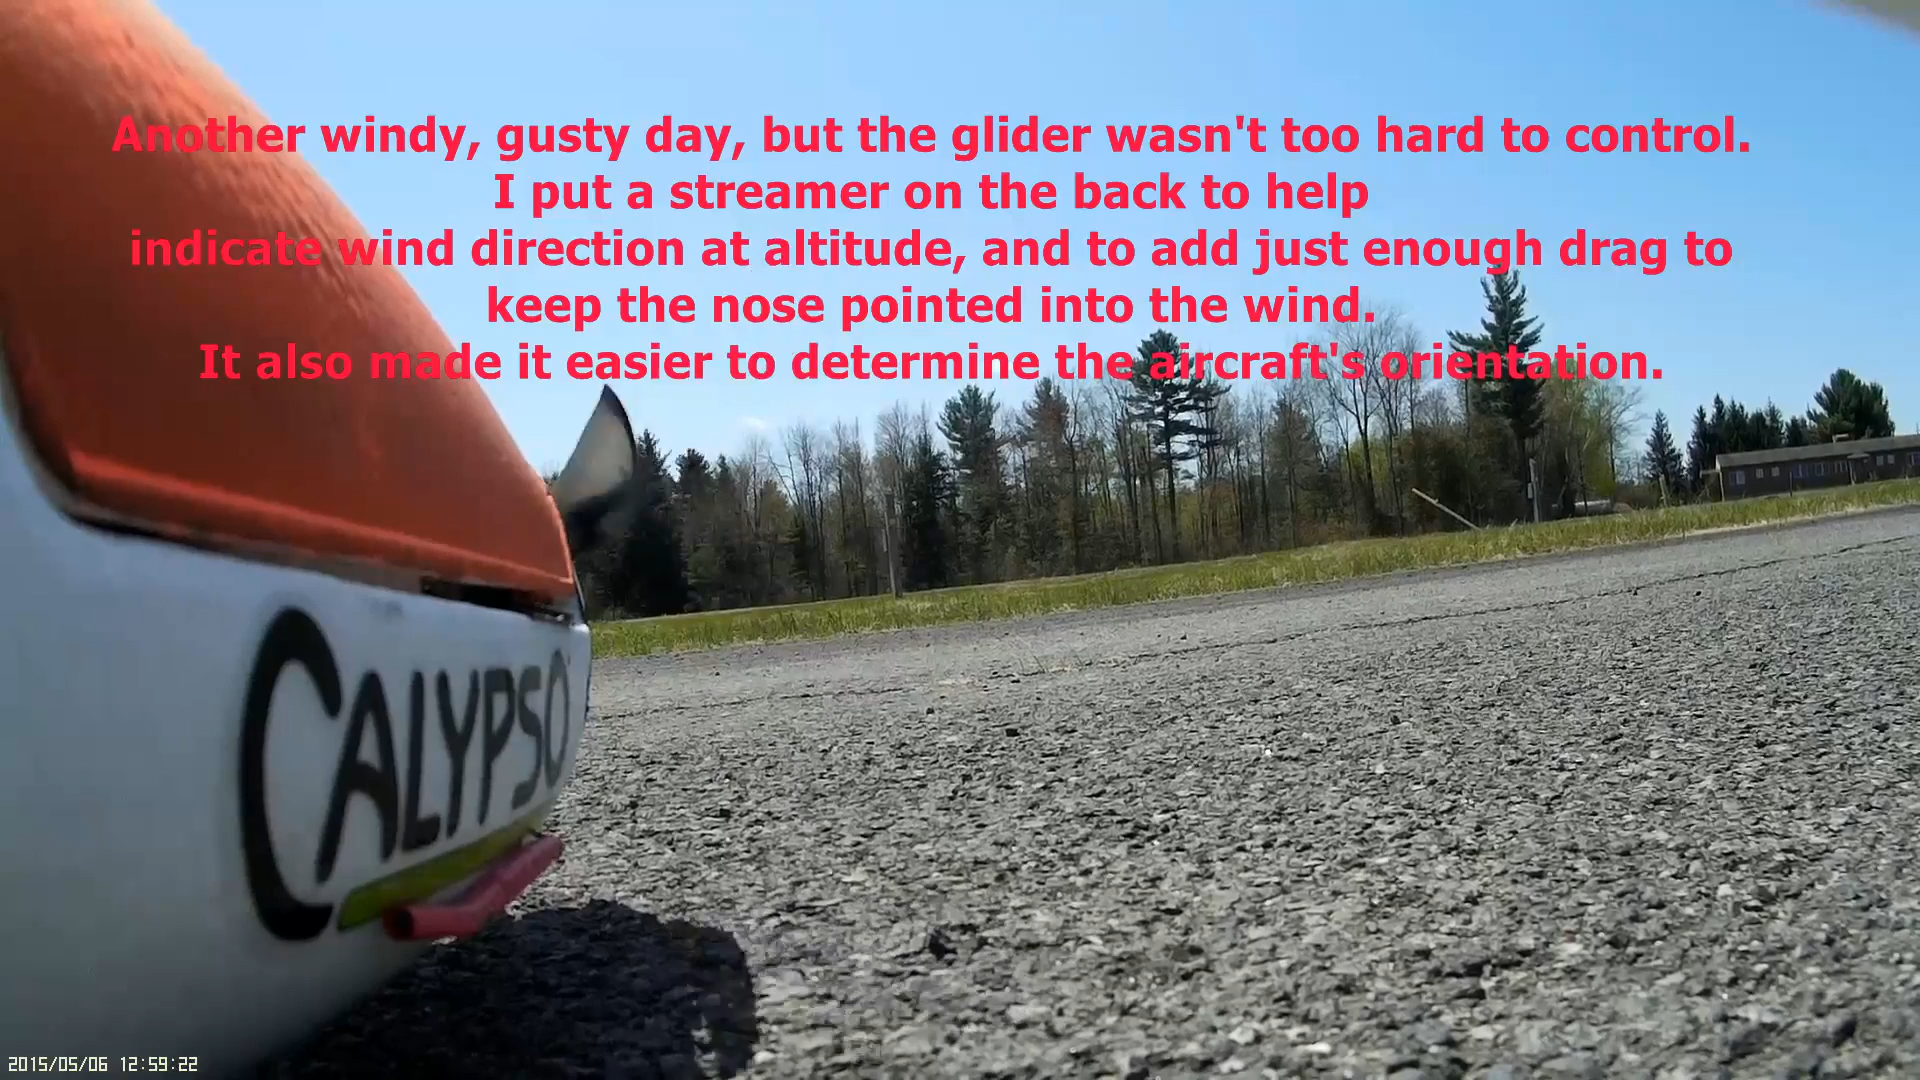 Another windy, gusty day, but the glider wasn't too hard to control.
I put a streamer on the back to help
indicate wind direction at altitude, and to add just enough drag to
keep the nose pointed into the wind.
It also made it easier to determine the aircraft's orientation.
CALYPSO
2015/05/06 12:59:22